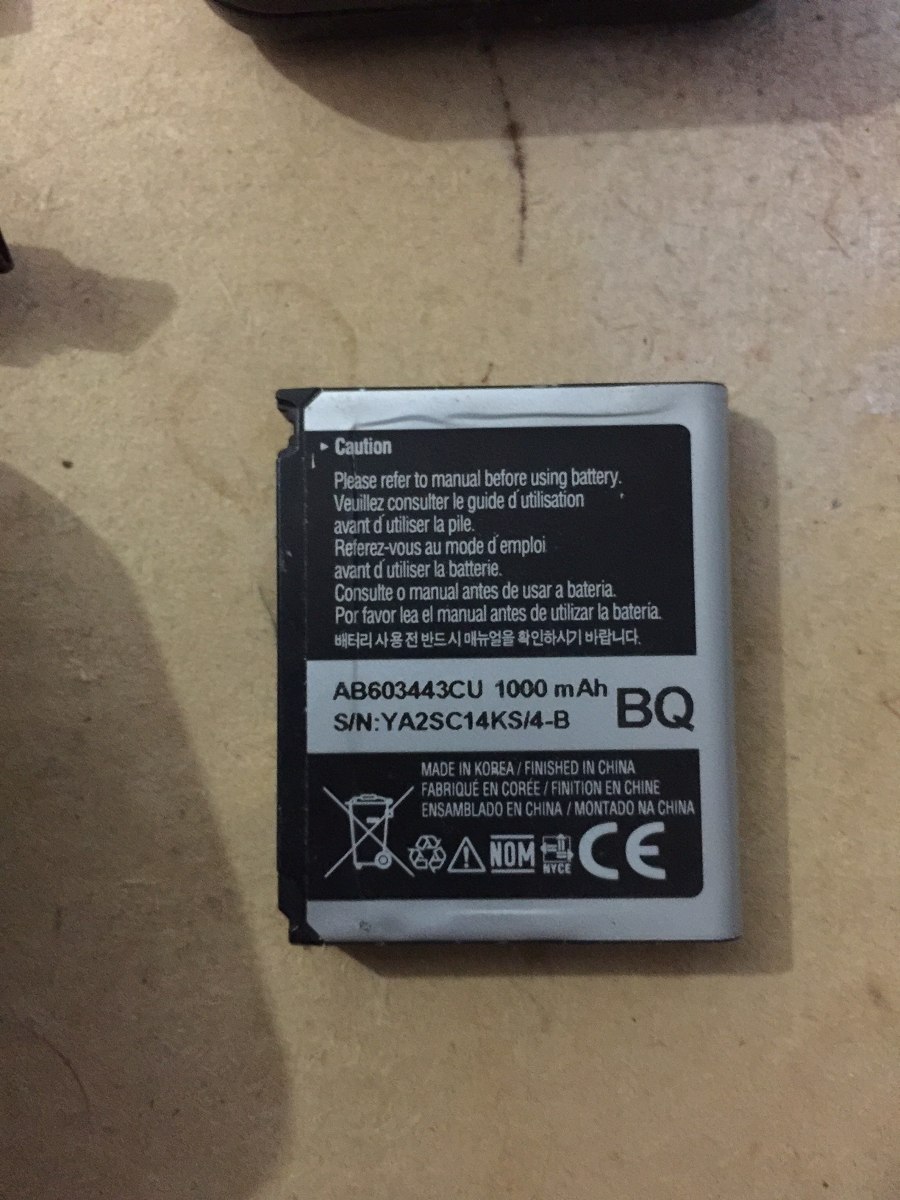 Caution
Please refer to manual before using battery.
Veuillez consulter le guide d'utilisation
avant d'utiliser la pile.
Referez-vous au mode d'emploi
avant d'utiliser la batterie.
Consulte o manual antes de usar a bateria.
Por favor lea el manual antes de utilizar la bateria.
배터리 사용 전 반드시 매뉴얼을 확인하시기 바랍니다.
AB603443CU 1000 mAh
S/N:YA2SC14KS/4-B
BQ
MADE IN KOREA / FINISHED IN CHINA
FABRIQUÉ EN CORÉE / FINITION EN CHINE
ENSAMBLADO EN CHINA / MONTADO NA CHINA
NOM NYCE CE